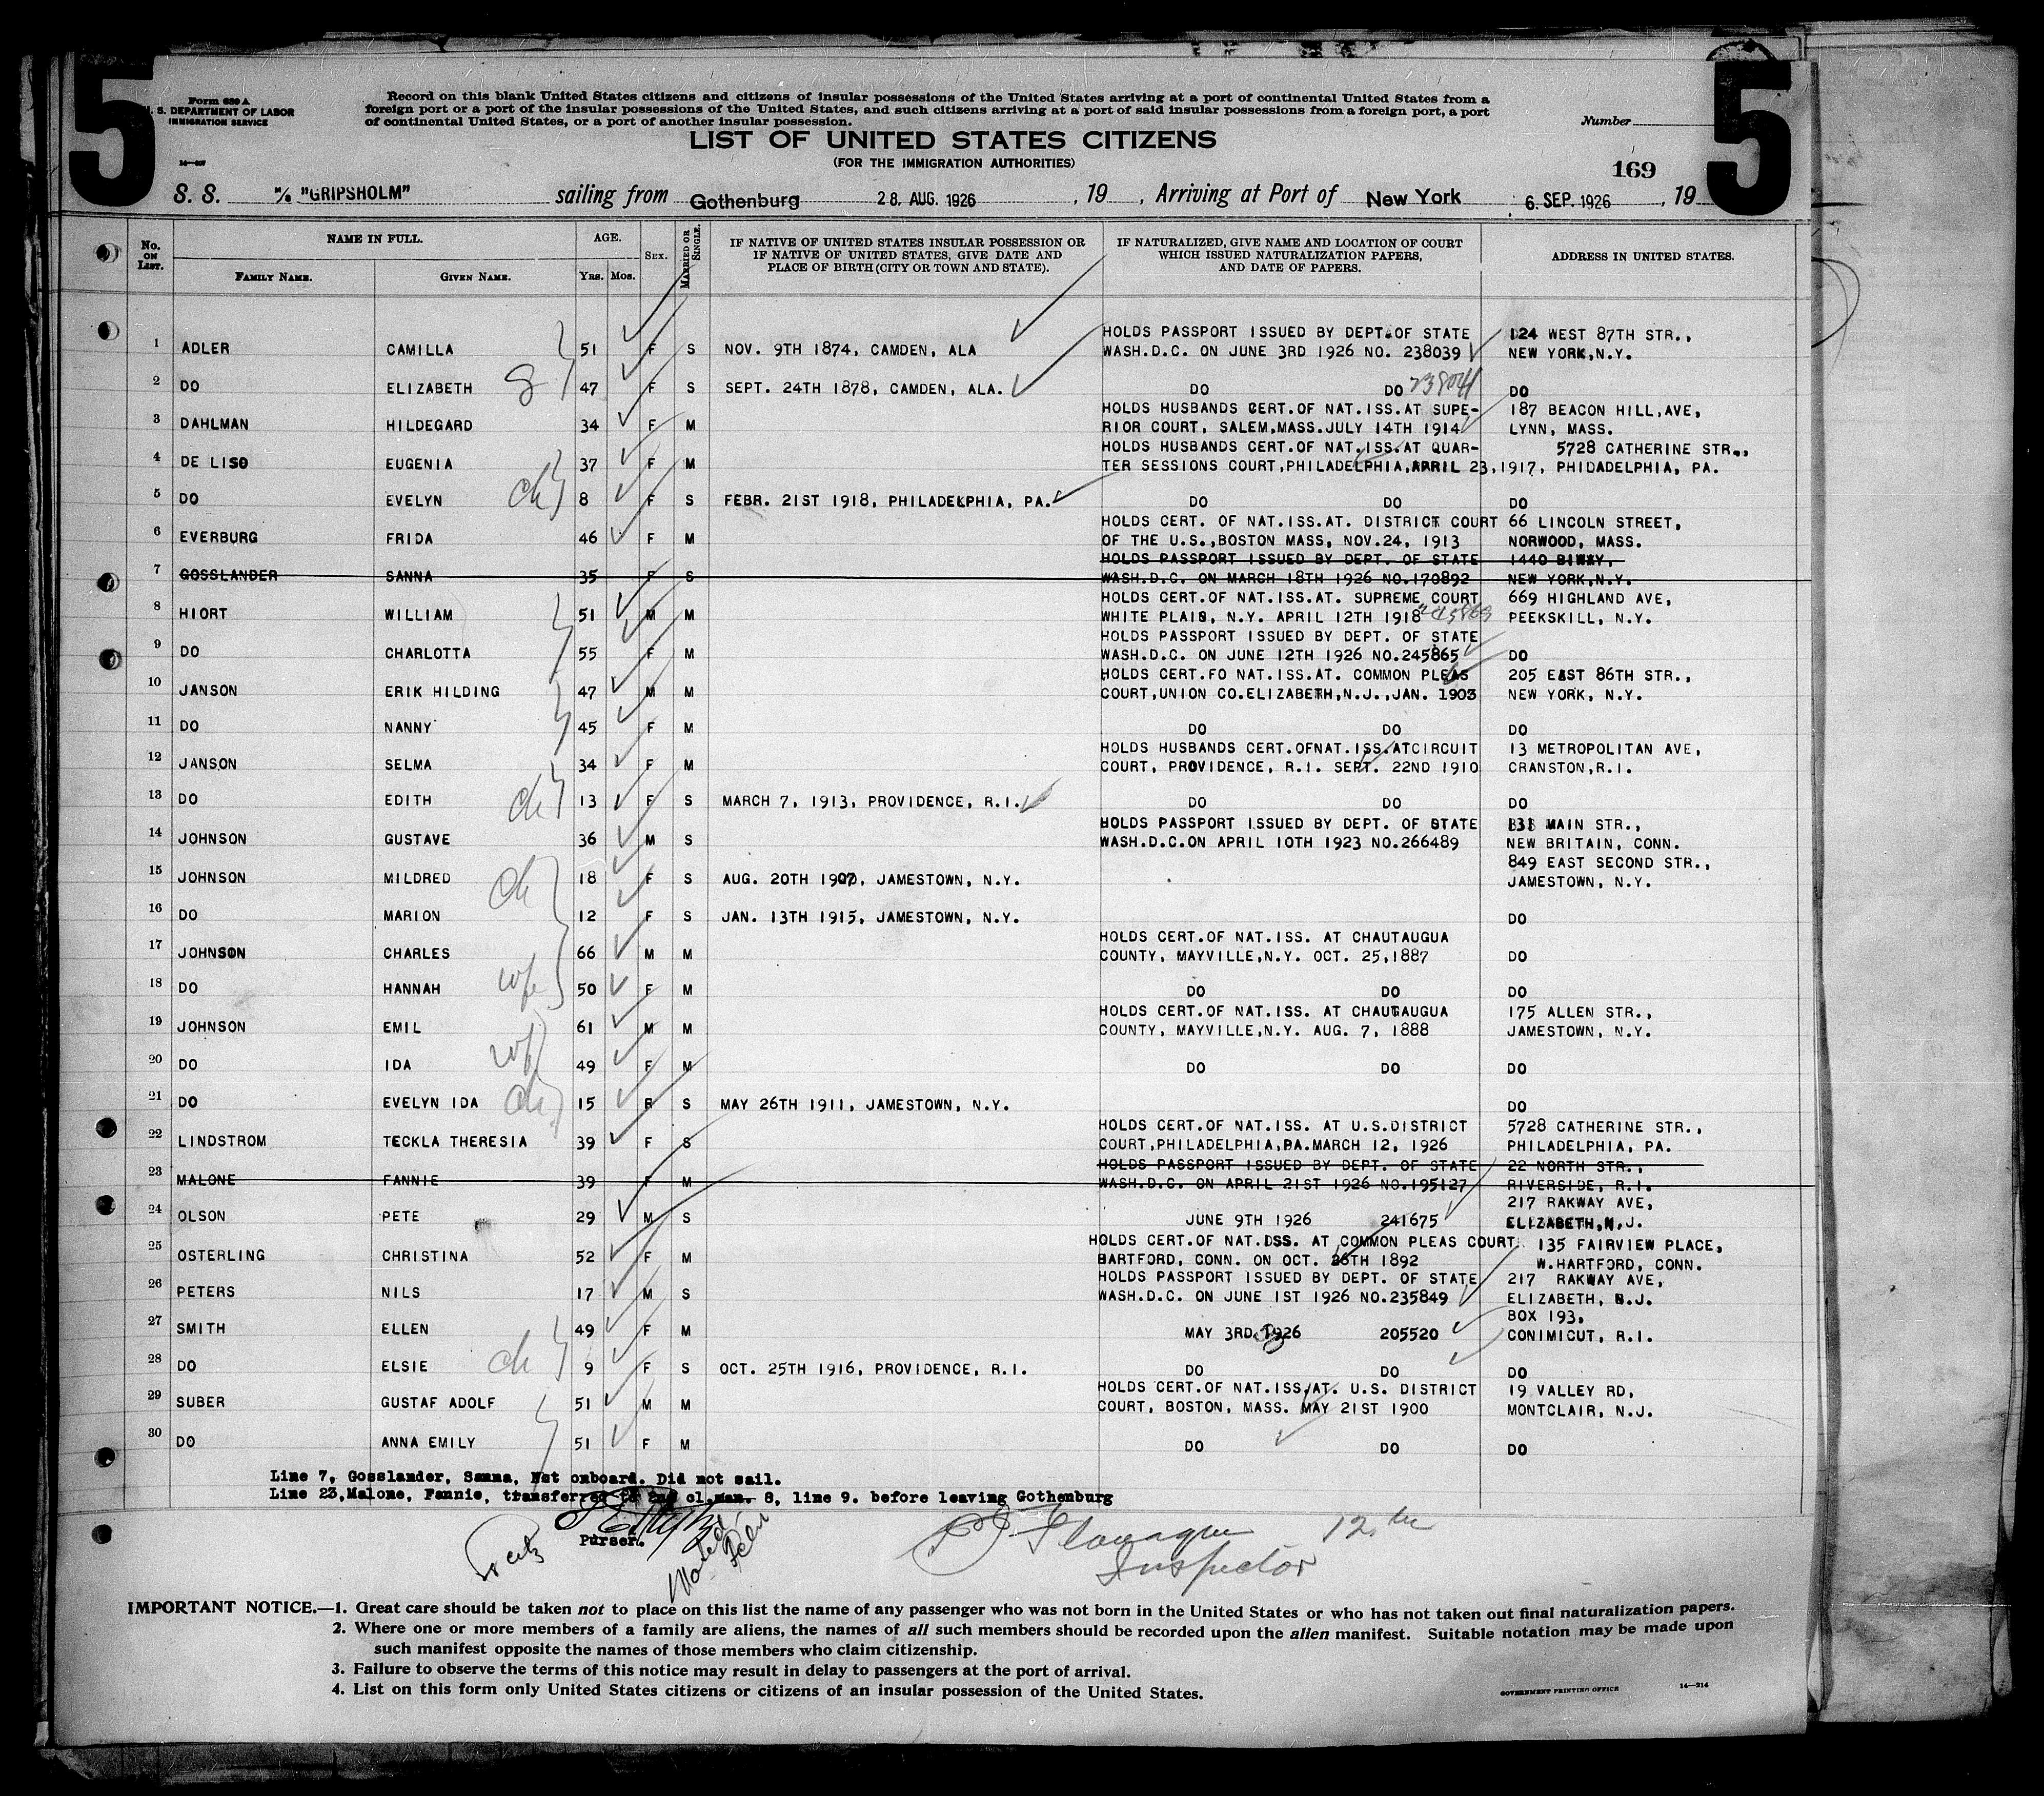 5
5
Form 630 A
U. S. DEPARTMENT OF LABOR
IMMIGRATION SERVICE
Record on this blank United States citizens and citizens of insular possessions of the United States arriving at a port of continental United States from a
foreign port or a port of the insular possessions of the United States, and such citizens arriving at a port of said insular possessions from a foreign port, a port
of continental United States, or a port of another insular possession.
Number
LIST OF UNITED STATES CITIZENS
(FOR THE IMMIGRATION AUTHORITIES)
169
S. S. M/S "GRIPSHOLM" sailing from Gothenburg 28. AUG. 1926 , 19 , Arriving at Port of New York 6. SEP. 1926 , 19
No. ON LIST. NAME IN FULL. FAMILY NAME. GIVEN NAME. AGE. YRS. MOS. SEX. MARRIED OR SINGLE. IF NATIVE OF UNITED STATES INSULAR POSSESSION OR IF NATIVE OF UNITED STATES, GIVE DATE AND PLACE OF BIRTH (CITY OR TOWN AND STATE). IF NATURALIZED, GIVE NAME AND LOCATION OF COURT WHICH ISSUED NATURALIZATION PAPERS, AND DATE OF PAPERS. ADDRESS IN UNITED STATES.
HOLDS PASSPORT ISSUED BY DEPT.OF STATE 124 WEST 87TH STR.,
1 ADLER CAMILLA 51 F S NOV. 9TH 1874, CAMDEN, ALA WASH.D.C. ON JUNE 3RD 1926 NO. 238039 NEW YORK,N.Y.
2 DO ELIZABETH 47 F S SEPT. 24TH 1878, CAMDEN, ALA. DO DO 238041 DO
HOLDS HUSBANDS CERT.OF NAT.ISS.AT SUPE- 187 BEACON HILL,AVE,
3 DAHLMAN HILDEGARD 34 F M RIOR COURT, SALEM,MASS.JULY 14TH 1914 LYNN, MASS.
HOLDS HUSBANDS CERT.OF NAT.ISS.AT QUAR- 5728 CATHERINE STR.,
4 DE LISO EUGENIA 37 F M TER SESSIONS COURT,PHILADELPHIA,APRIL 23,1917, PHILADELPHIA, PA.
5 DO EVELYN ch 8 F S FEBR. 21ST 1918, PHILADELPHIA, PA. DO DO DO
HOLDS CERT. OF NAT.ISS.AT. DISTRICT COURT 66 LINCOLN STREET,
6 EVERBURG FRIDA 46 F M OF THE U.S.,BOSTON MASS, NOV.24, 1913 NORWOOD, MASS.
HOLDS PASSPORT ISSUED BY DEPT. OF STATE 1440 BIWAY,
7 GOSSLANDER SANNA 35 F S WASH.D.C. ON MARCH 18TH 1926 NO.170892 NEW YORK,N.Y.
HOLDS CERT.OF NAT.ISS.AT. SUPREME COURT 669 HIGHLAND AVE,
8 HIORT WILLIAM 51 M M WHITE PLAIS, N.Y. APRIL 12TH 1918 PEEKSKILL, N.Y.
HOLDS PASSPORT ISSUED BY DEPT. OF STATE
9 DO CHARLOTTA 55 F M WASH.D.C. ON JUNE 12TH 1926 NO.245865 DO
HOLDS CERT.FO NAT.ISS.AT. COMMON PLEAS 205 EAST 86TH STR.,
10 JANSON ERIK HILDING 47 M M COURT,UNION CO.ELIZABETH,N.J.,JAN. 1903 NEW YORK, N.Y.
11 DO NANNY 45 F M DO DO DO
HOLDS HUSBANDS CERT.OFNAT.ISS.ATCIRCUIT 13 METROPOLITAN AVE,
12 JANSON SELMA 34 F M COURT, PROVIDENCE, R.I. SEPT. 22ND 1910 CRANSTON,R.I.
13 DO EDITH ch 13 F S MARCH 7, 1913, PROVIDENCE, R.I. DO DO DO
HOLDS PASSPORT ISSUED BY DEPT. OF STATE MAIN STR.,
14 JOHNSON GUSTAVE 36 M S WASH.D.C.ON APRIL 10TH 1923 NO.266489 NEW BRITAIN, CONN.
849 EAST SECOND STR.,
15 JOHNSON MILDRED ch 18 F S AUG. 20TH 1907, JAMESTOWN, N.Y. JAMESTOWN, N.Y.
16 DO MARION 12 F S JAN. 13TH 1915, JAMESTOWN, N.Y. DO
HOLDS CERT.OF NAT.ISS. AT CHAUTAUGUA
17 JOHNSON CHARLES 66 M M COUNTY, MAYVILLE,N.Y. OCT. 25,1887 DO
18 DO HANNAH wf 50 F M DO DO DO
HOLDS CERT.OF NAT.ISS. AT CHAUTAUGUA 175 ALLEN STR.,
19 JOHNSON EMIL 61 M M COUNTY, MAYVILLE,N.Y. AUG. 7, 1888 JAMESTOWN, N.Y.
20 DO IDA wf 49 F M DO DO DO
21 DO EVELYN IDA ch 15 F S MAY 26TH 1911, JAMESTOWN, N.Y. DO
HOLDS CERT.OF NAT.ISS. AT U.S.DISTRICT 5728 CATHERINE STR.,
22 LINDSTROM TECKLA THERESIA 39 F S COURT,PHILADELPHIA,PA.MARCH 12, 1926 PHILADELPHIA, PA.
HOLDS PASSPORT ISSUED BY DEPT. OF STATE 22 NORTH STR.,
23 MALONE FANNIE 39 F M WASH.D.C. ON APRIL 21ST 1926 NO.195127 RIVERSIDE, R.I.
217 RAKWAY AVE,
24 OLSON PETE 29 M S JUNE 9TH 1926 241675 ELIZABETH,N.J.
HOLDS CERT.OF NAT.ISS. AT COMMON PLEAS COURT 135 FAIRVIEW PLACE,
25 OSTERLING CHRISTINA 52 F M HARTFORD, CONN. ON OCT. 26TH 1892 W.HARTFORD, CONN.
HOLDS PASSPORT ISSUED BY DEPT. OF STATE 217 RAKWAY AVE,
26 PETERS NILS 17 M S WASH.D.C. ON JUNE 1ST 1926 NO.235849 ELIZABETH, N.J.
BOX 193,
27 SMITH ELLEN 49 F M MAY 3RD 1926 205520 CONIMICUT, R.I.
28 DO ELSIE ch 9 F S OCT. 25TH 1916, PROVIDENCE, R.I. DO DO DO
HOLDS CERT.OF NAT.ISS.AT. U.S. DISTRICT 19 VALLEY RD,
29 SUBER GUSTAF ADOLF 51 M M COURT, BOSTON, MASS. MAY 21ST 1900 MONTCLAIR, N.J.
30 DO ANNA EMILY 51 F M DO DO DO
Line 7, Gosslander, Sanna, Not onboard. Did not sail.
Line 23,Malone, Fannie, transferred to 2nd cl.man. 8, line 9. before leaving Gothenburg
Purser.
Flanagan 12
Inspector
IMPORTANT NOTICE.—1. Great care should be taken not to place on this list the name of any passenger who was not born in the United States or who has not taken out final naturalization papers.
2. Where one or more members of a family are aliens, the names of all such members should be recorded upon the alien manifest. Suitable notation may be made upon
such manifest opposite the names of those members who claim citizenship.
3. Failure to observe the terms of this notice may result in delay to passengers at the port of arrival.
4. List on this form only United States citizens or citizens of an insular possession of the United States.
GOVERNMENT PRINTING OFFICE 14—214